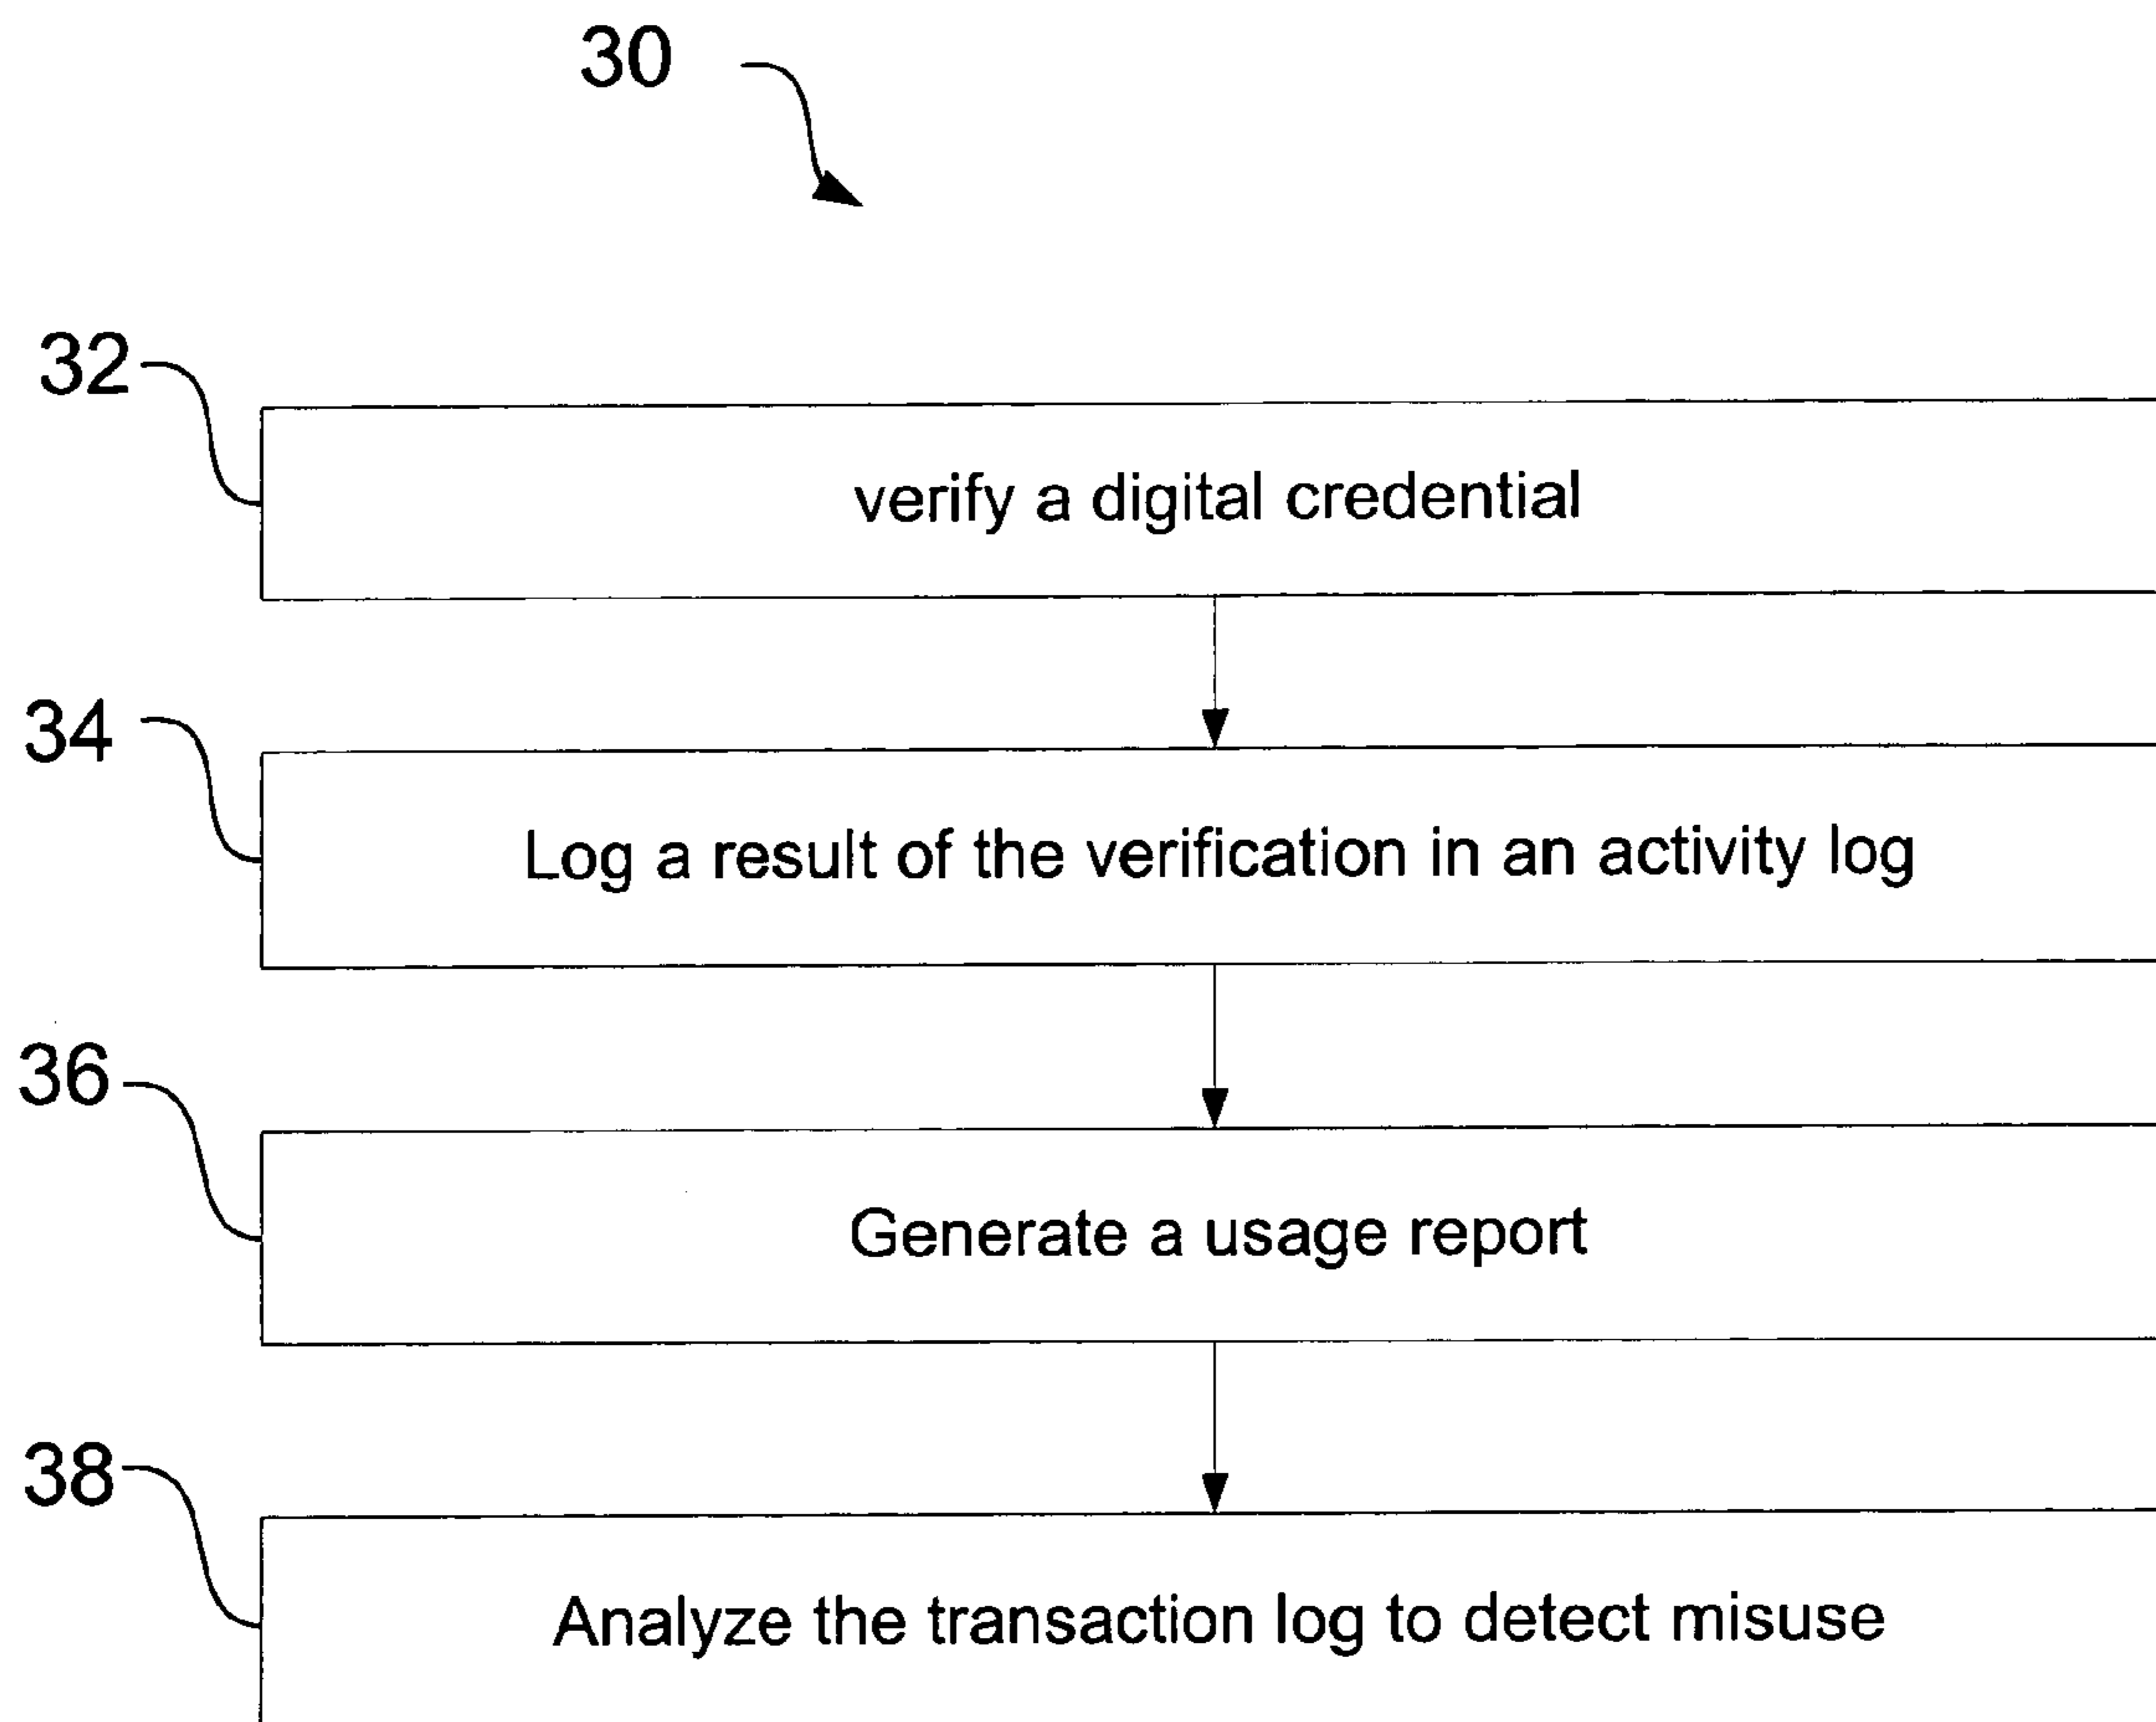 30
32
verify a digital credential
34
Log a result of the verification in an activity log
36
Generate a usage report
38
Analyze the transaction log to detect misuse